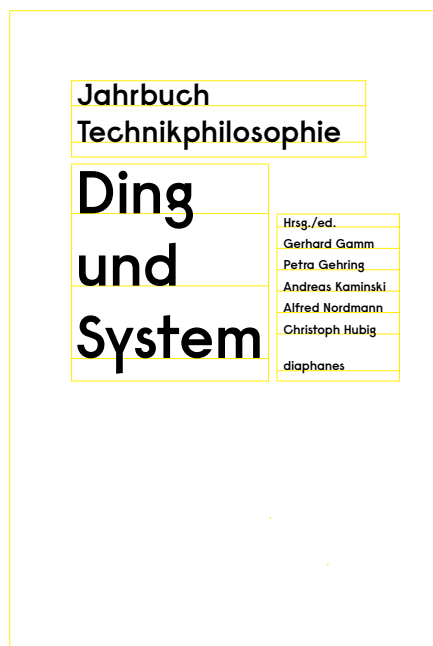 Jahrbuch
Technikphilosophie
Ding
und
System
Hrsg./ed.
Gerhard Gamm
Petra Gehring
Andreas Kaminski
Alfred Nordmann
Christoph Hubig
diaphanes